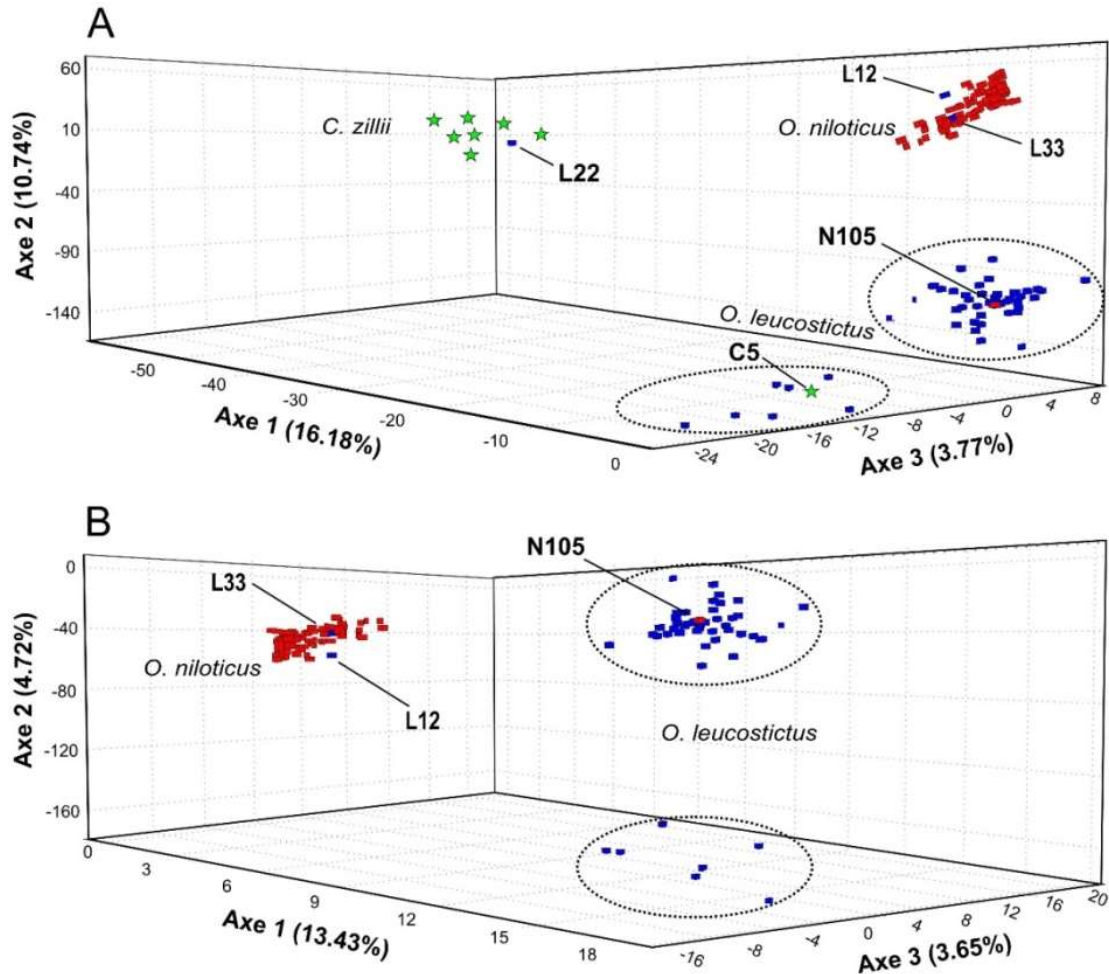 A
60
10
-40
-90
-140
Axe 2 (10.74%)
C. zillii
L22
L12
O. niloticus
L33
N105
O. leucostictus
C5
-50
-40
-30
-20
-10
0
Axe 1 (16.18%)
-24
-20
-16
-12
-8
-4
0
4
8
Axe 3 (3.77%)
B
0
-40
-80
-120
-160
Axe 2 (4.72%)
L33
O. niloticus
L12
N105
O. leucostictus
0
3
6
9
12
15
18
Axe 1 (13.43%)
-16
-8
-4
0
4
8
12
16
20
Axe 3 (3.65%)